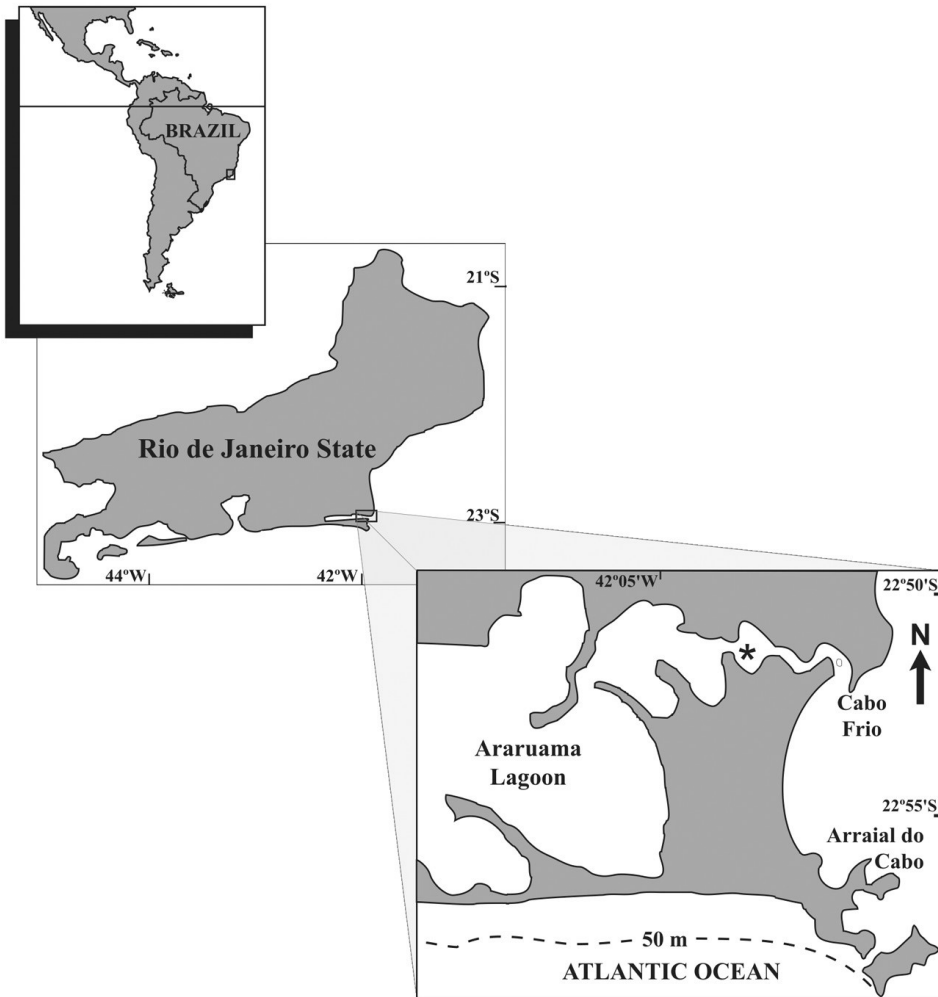 BRAZIL
21ºS
Rio de Janeiro State
23ºS
44ºW
42ºW
42º05'W
22º50'S
N
*
Cabo
Frio
Araruama
Lagoon
22º55'S
Arraial do
Cabo
50 m
ATLANTIC OCEAN